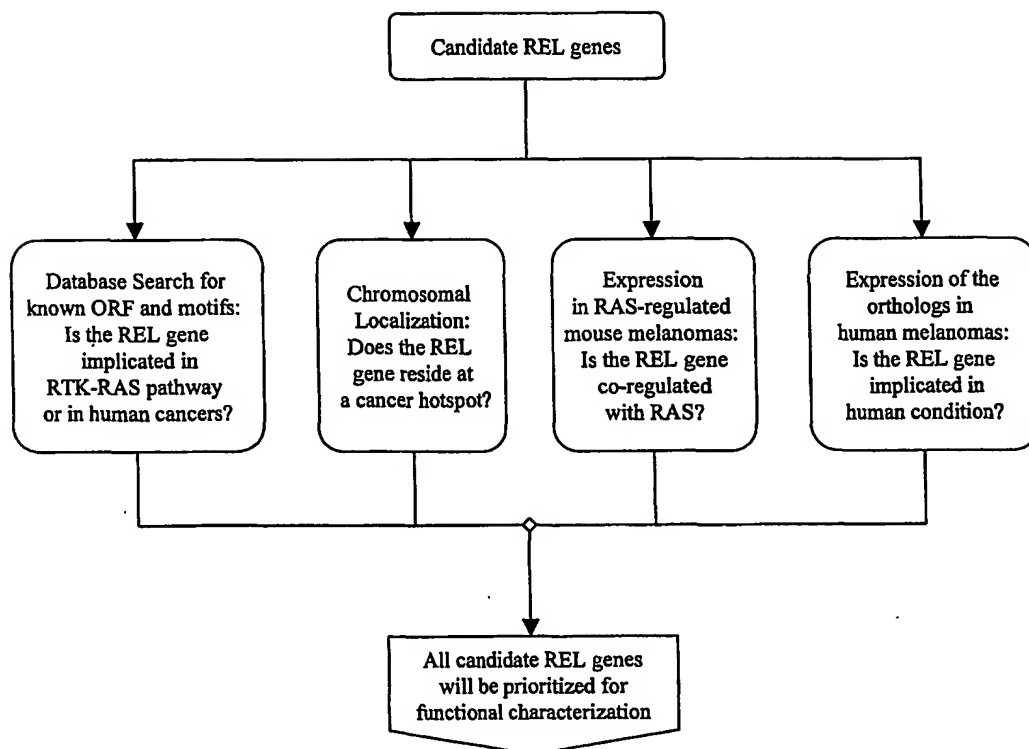 Candidate REL genes
Database Search for
known ORF and motifs:
Is the REL gene
implicated in
RTK-RAS pathway
or in human cancers?
Chromosomal
Localization:
Does the REL
gene reside at
a cancer hotspot?
Expression
in RAS-regulated
mouse melanomas:
Is the REL gene
co-regulated
with RAS?
Expression of the
orthologs in
human melanomas:
Is the REL gene
implicated in
human condition?
All candidate REL genes
will be prioritized for
functional characterization